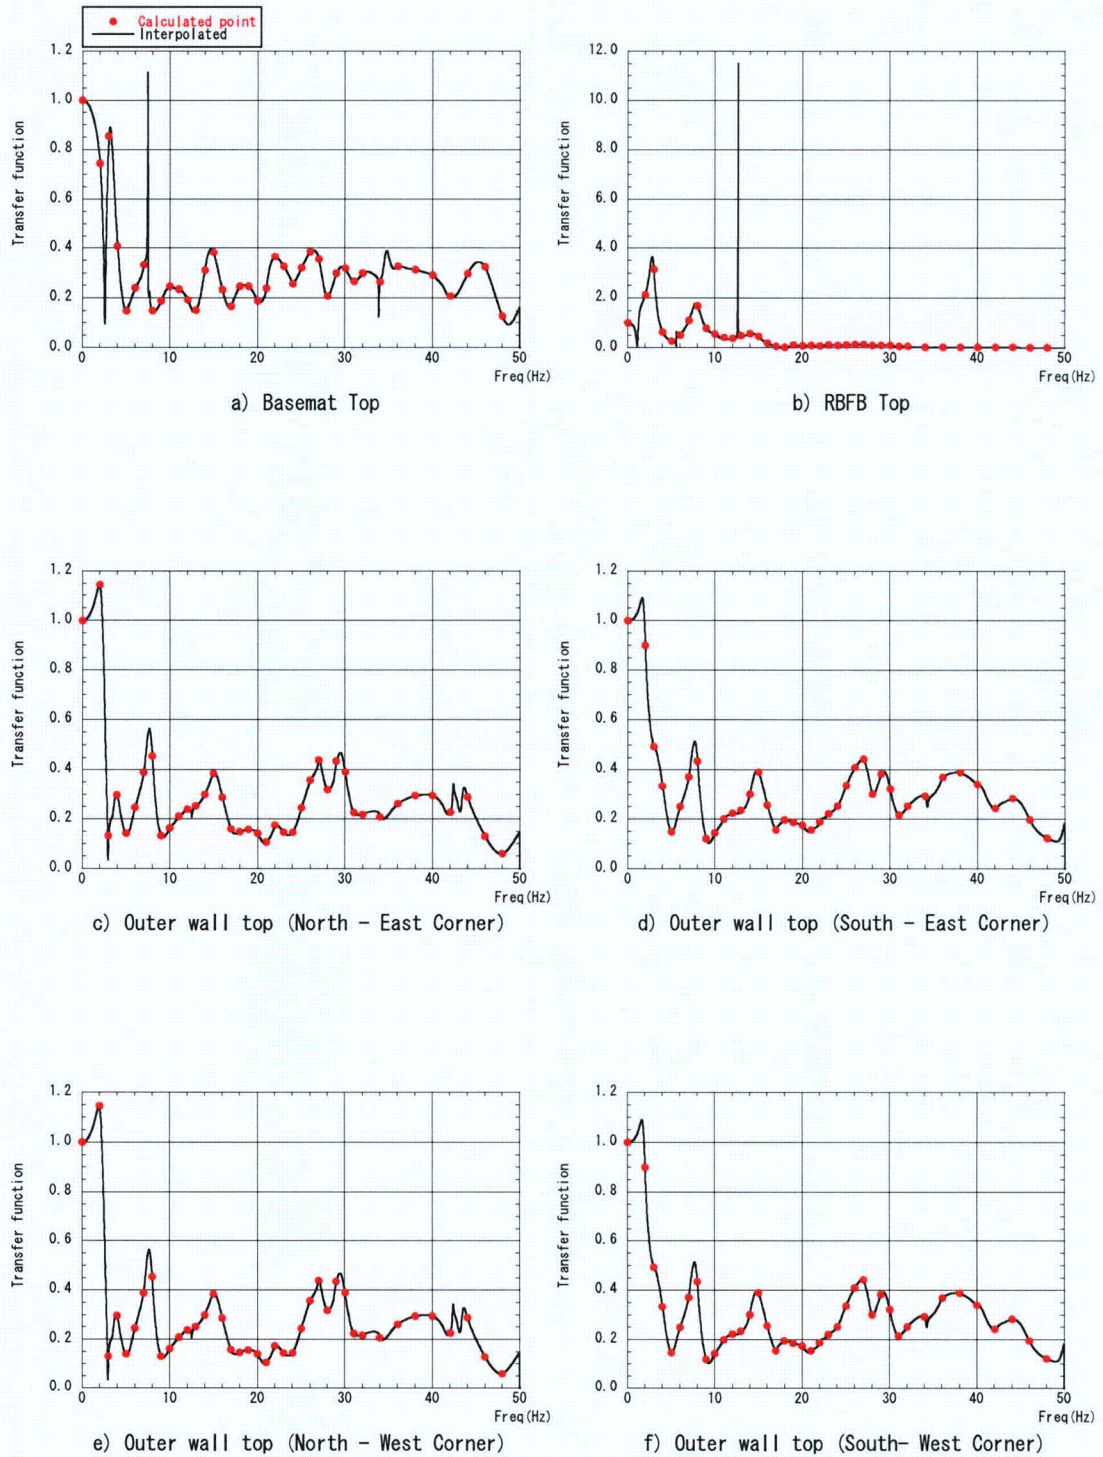 Calculated point
Interpolated
1.2
1.0
0.8
0.6
0.4
0.2
0.0
Transfer function
0 10 20 30 40 50
Freq(Hz)
a) Basemat Top
12.0
10.0
8.0
6.0
4.0
2.0
0.0
Transfer function
0 10 20 30 40 50
Freq(Hz)
b) RBFB Top
1.2
1.0
0.8
0.6
0.4
0.2
0.0
Transfer function
0 10 20 30 40 50
Freq(Hz)
c) Outer wall top (North - East Corner)
1.2
1.0
0.8
0.6
0.4
0.2
0.0
Transfer function
0 10 20 30 40 50
Freq(Hz)
d) Outer wall top (South - East Corner)
1.2
1.0
0.8
0.6
0.4
0.2
0.0
Transfer function
0 10 20 30 40 50
Freq(Hz)
e) Outer wall top (North - West Corner)
1.2
1.0
0.8
0.6
0.4
0.2
0.0
Transfer function
0 10 20 30 40 50
Freq(Hz)
f) Outer wall top (South- West Corner)